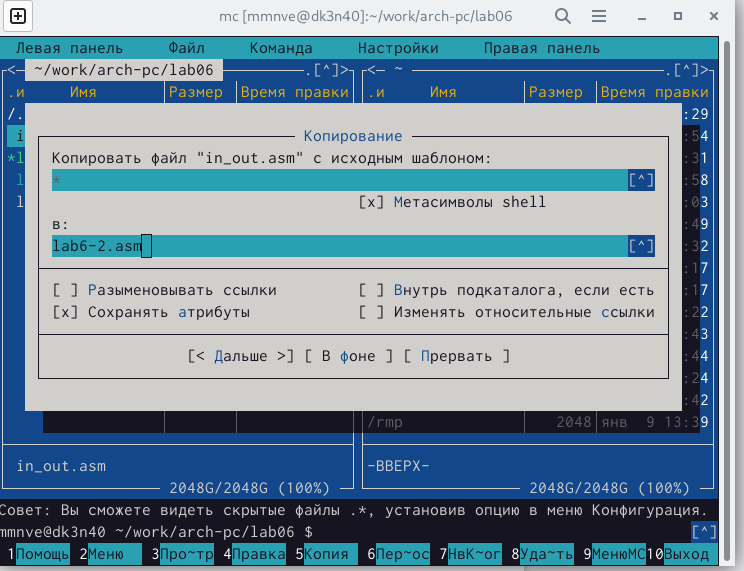 mc [mmnve@dk3n40]:~/work/arch-pc/lab06
Левая панель Файл Команда Настройки Правая панель
<— ~/work/arch-pc/lab06 .[^]> <— ~ .[^]>
.и Имя Размер Время правки .и Имя Размер Время правки
/. :29
i :54
*l :31
l :58
l :03
:49
:32
:17
:17
:22
:43
:44
:24
:42
Копирование
Копировать файл "in_out.asm" с исходным шаблоном:
* [^]
[x] Метасимволы shell
в:
lab6-2.asm [^]
[ ] Разыменовывать ссылки [ ] Внутрь подкаталога, если есть
[x] Сохранять атрибуты [ ] Изменять относительные ссылки
[< Дальше >] [ В фоне ] [ Прервать ]
/rmp 2048 янв 9 13:39
in_out.asm -ВВЕРХ-
2048G/2048G (100%) 2048G/2048G (100%)
Совет: Вы сможете видеть скрытые файлы .*, установив опцию в меню Конфигурация.
mmnve@dk3n40 ~/work/arch-pc/lab06 $ [^]
1Помощь 2Меню 3Про~тр 4Правка 5Копия 6Пер~ос 7НвК~ог 8Уда~ть 9МенюMC 10Выход